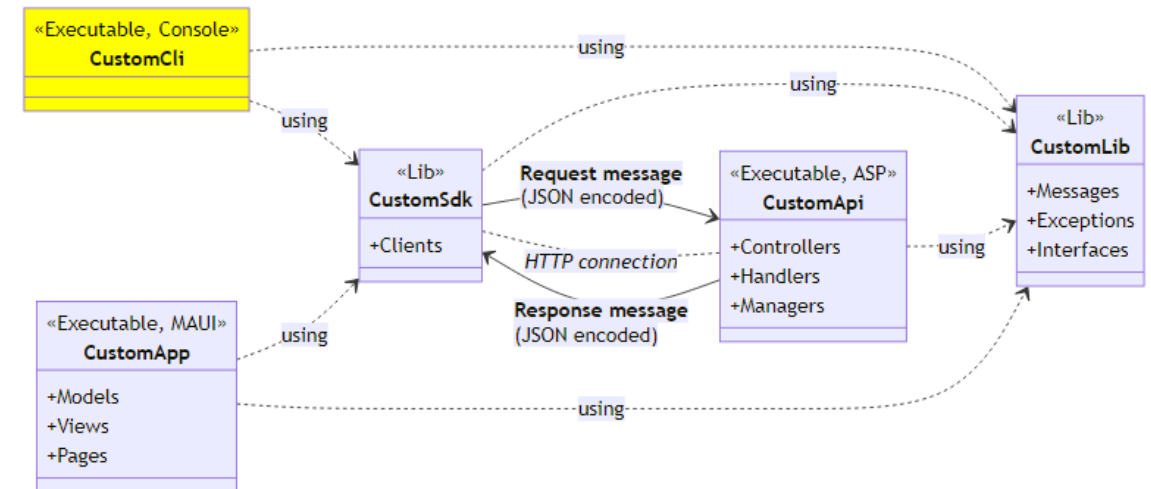 «Executable, Console»
CustomCli
using
using
using
«Lib»
CustomSdk
+Clients
Request message
(JSON encoded)
HTTP connection
Response message
(JSON encoded)
«Executable, ASP»
CustomApi
+Controllers
+Handlers
+Managers
using
«Lib»
CustomLib
+Messages
+Exceptions
+Interfaces
«Executable, MAUI»
CustomApp
+Models
+Views
+Pages
using
using